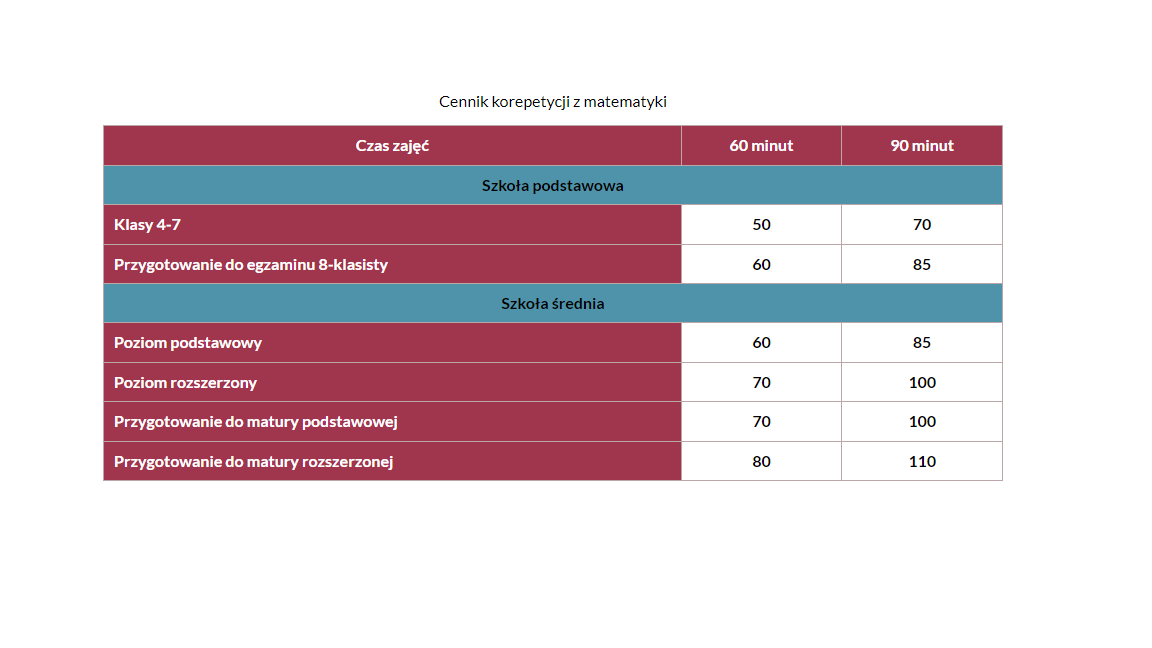 Cennik korepetycji z matematyki
Czas zajęć 60 minut 90 minut
Szkoła podstawowa
Klasy 4-7 50 70
Przygotowanie do egzaminu 8-klasisty 60 85
Szkoła średnia
Poziom podstawowy 60 85
Poziom rozszerzony 70 100
Przygotowanie do matury podstawowej 70 100
Przygotowanie do matury rozszerzonej 80 110